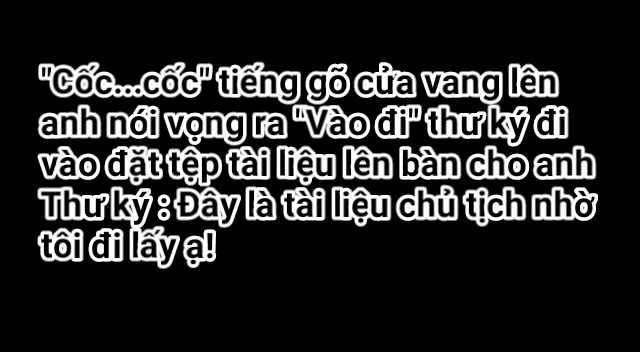 "Cốc...cốc" tiếng gõ cửa vang lên
anh nói vọng ra "Vào đi" thư ký đi
vào đặt tệp tài liệu lên bàn cho anh
Thư ký : Đây là tài liệu chủ tịch nhờ
tôi đi lấy ạ!